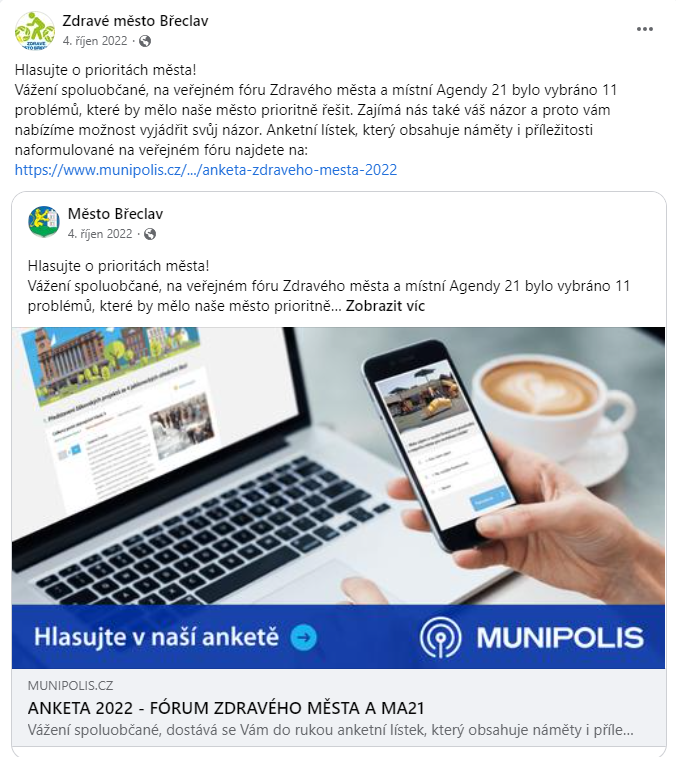 Zdravé město Břeclav
4. říjen 2022 ·
Hlasujte o prioritách města!
Vážení spoluobčané, na veřejném fóru Zdravého města a místní Agendy 21 bylo vybráno 11
problémů, které by mělo naše město prioritně řešit. Zajímá nás také váš názor a proto vám
nabízíme možnost vyjádřit svůj názor. Anketní lístek, který obsahuje náměty i příležitosti
naformulované na veřejném fóru najdete na:
https://www.munipolis.cz/.../anketa-zdraveho-mesta-2022
Město Břeclav
4. říjen 2022 ·
Hlasujte o prioritách města!
Vážení spoluobčané, na veřejném fóru Zdravého města a místní Agendy 21 bylo vybráno 11
problémů, které by mělo naše město prioritně... Zobrazit víc
Hlasujte v naší anketě
MUNIPOLIS
MUNIPOLIS.CZ
ANKETA 2022 - FÓRUM ZDRAVÉHO MĚSTA A MA21
Vážení spoluobčané, dostává se Vám do rukou anketní lístek, který obsahuje náměty i příle...